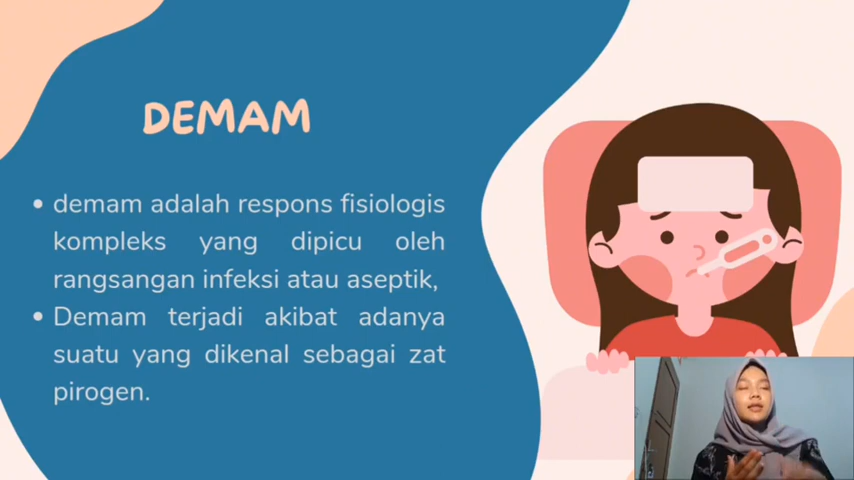 DEMAM
• demam adalah respons fisiologis
kompleks yang dipicu oleh
rangsangan infeksi atau aseptik,
• Demam terjadi akibat adanya
suatu yang dikenal sebagai zat
pirogen.